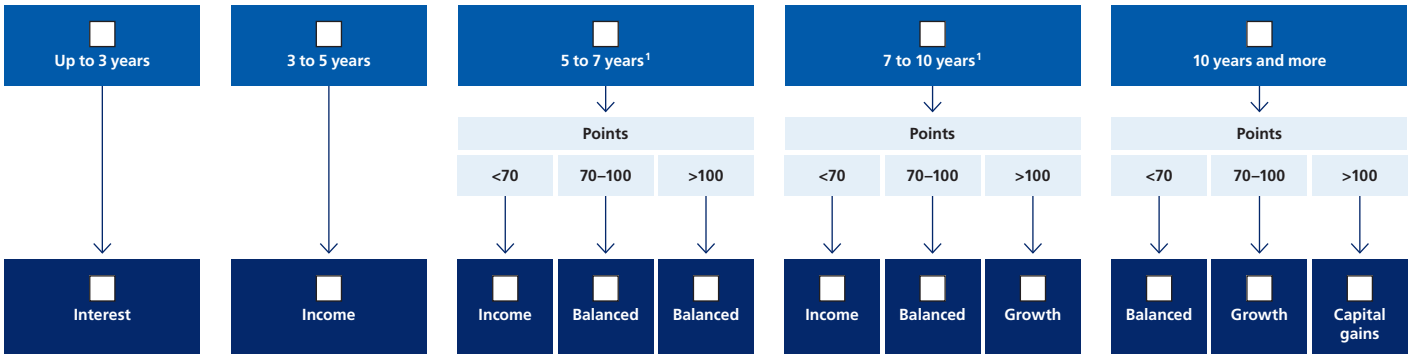 Up to 3 years
3 to 5 years
5 to 7 years¹
7 to 10 years¹
10 years and more
Points
Points
Points
<70
70–100
>100
<70
70–100
>100
<70
70–100
>100
Interest
Income
Income
Balanced
Balanced
Income
Balanced
Growth
Balanced
Growth
Capital
gains